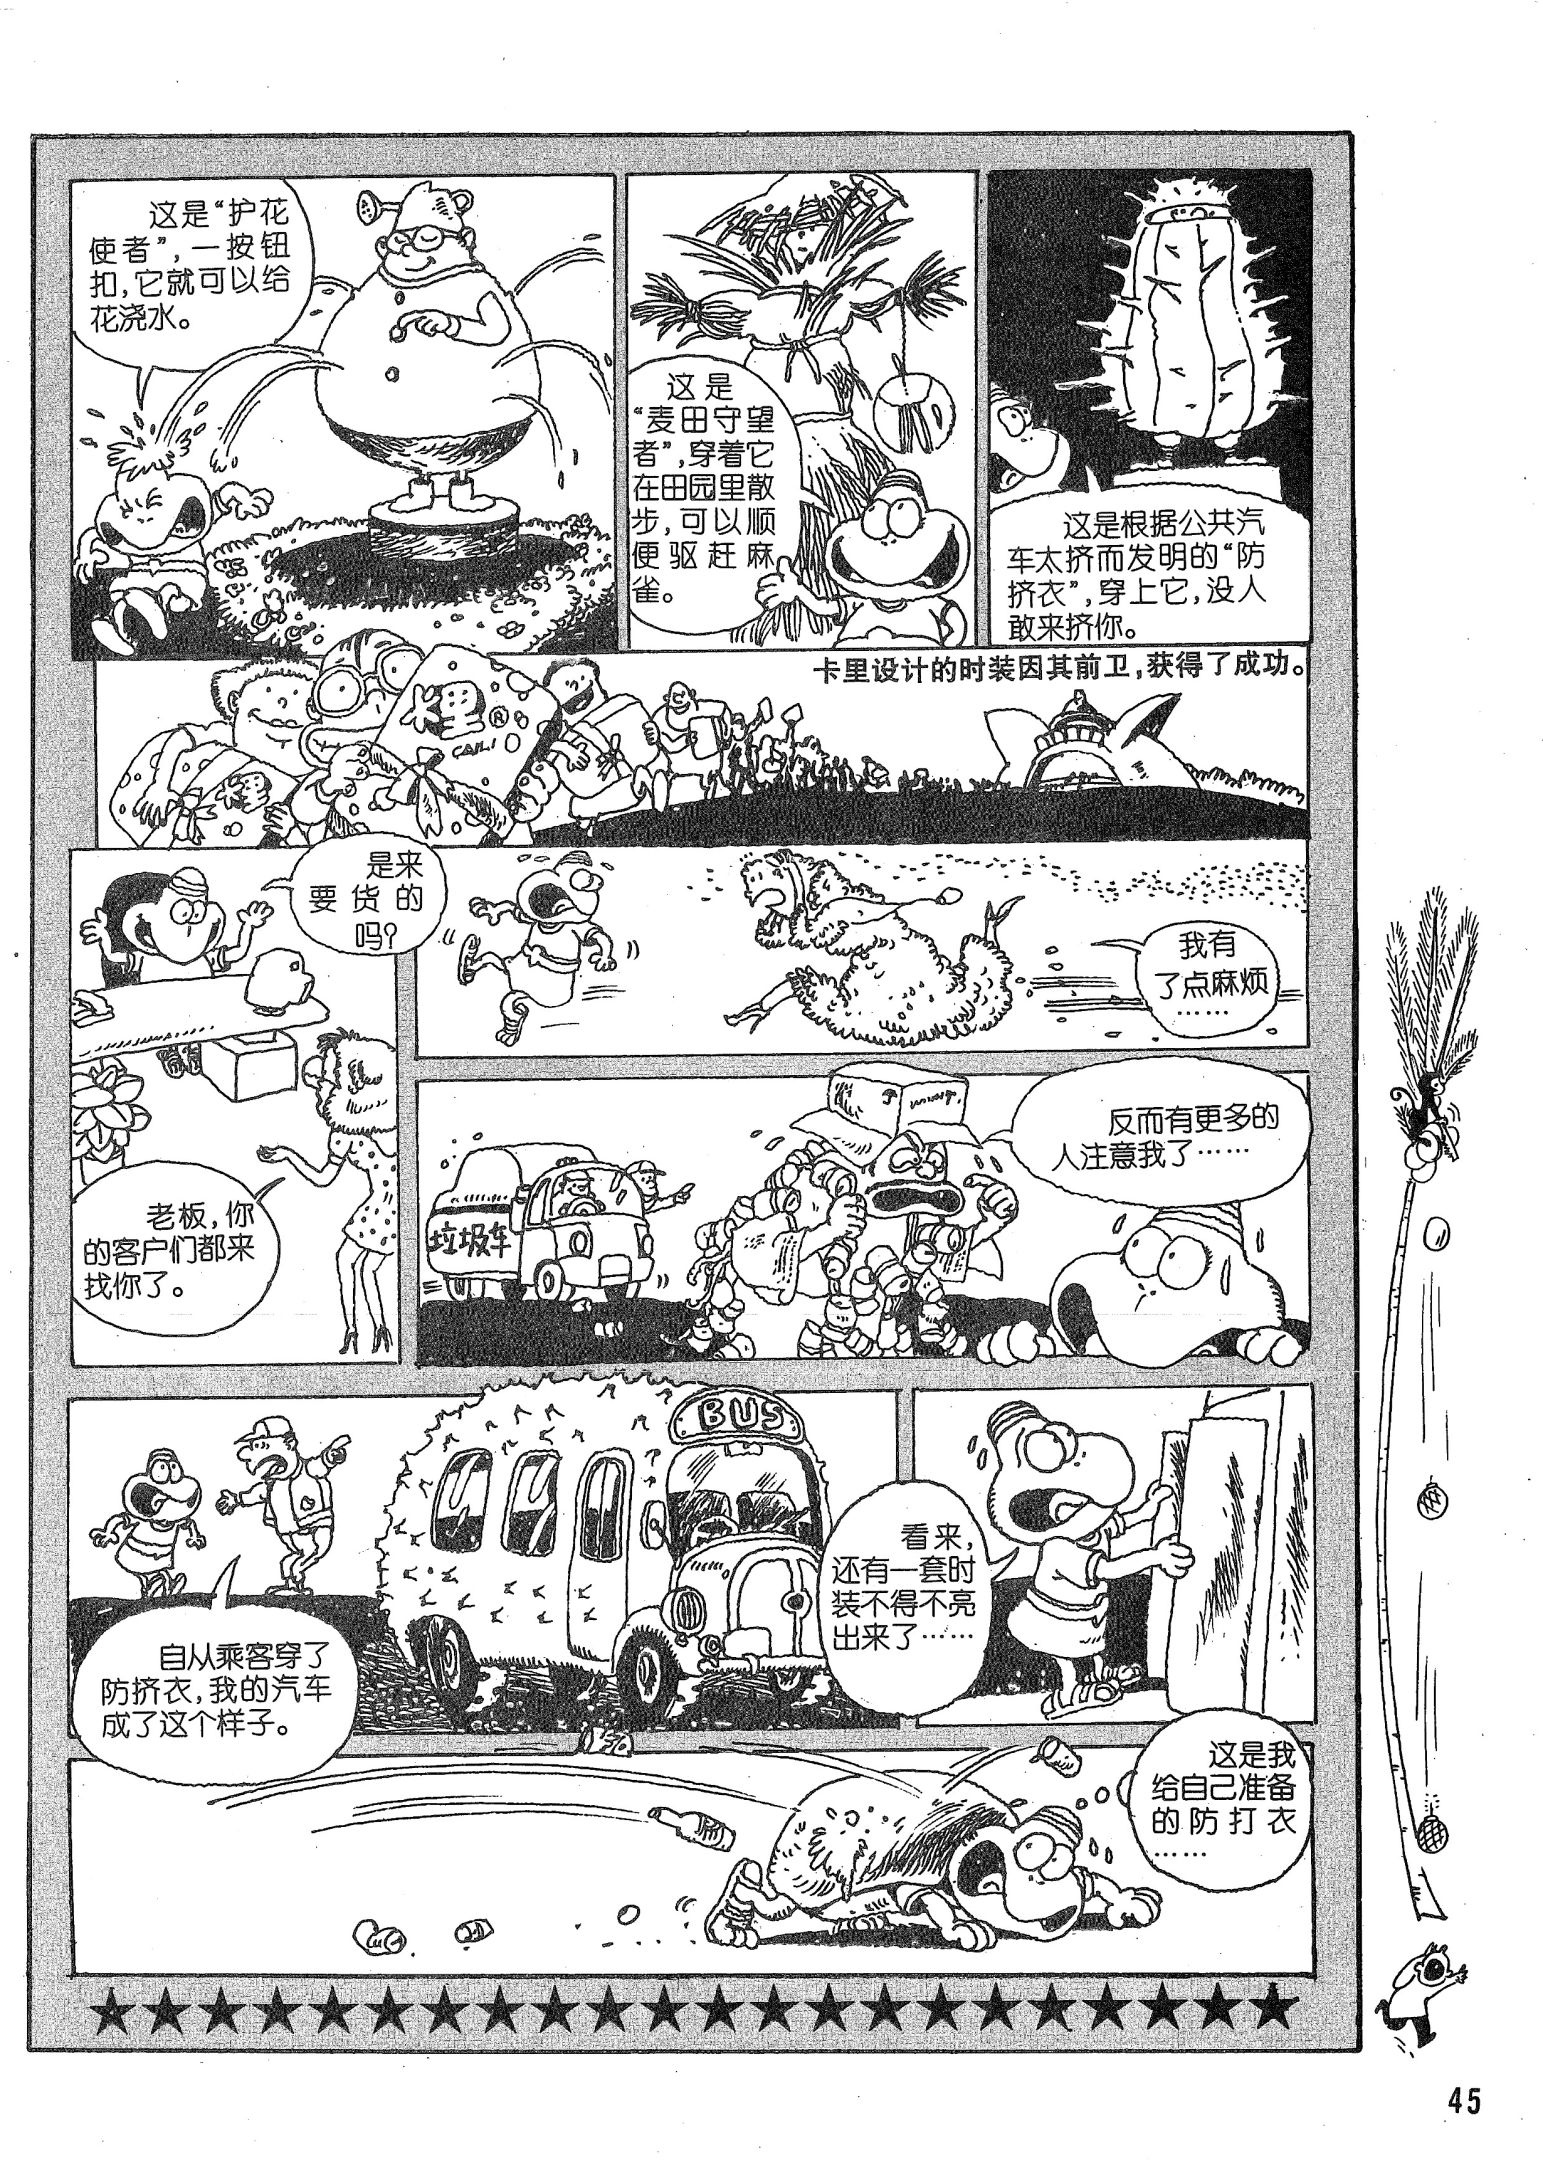 这是“护花
使者”，一按钮
扣，它就可以给
花浇水。
这是
“麦田守望
者”，穿着它
在田园里散
步，可以顺
便驱赶麻
雀。
这是根据公共汽
车太挤而发明的“防
挤衣”，穿上它，没人
敢来挤你。
卡里设计的时装因其前卫，获得了成功。
卡里®
CAILI
是来
要货的
吗？
老板，你
的客户们都来
找你了。
我有
了点麻烦
……
反而有更多的
人注意我了……
垃圾车
BUS
自从乘客穿了
防挤衣，我的汽车
成了这个样子。
看来，
还有一套时
装不得不亮
出来了……
这是我
给自己准备
的防打衣
……
45